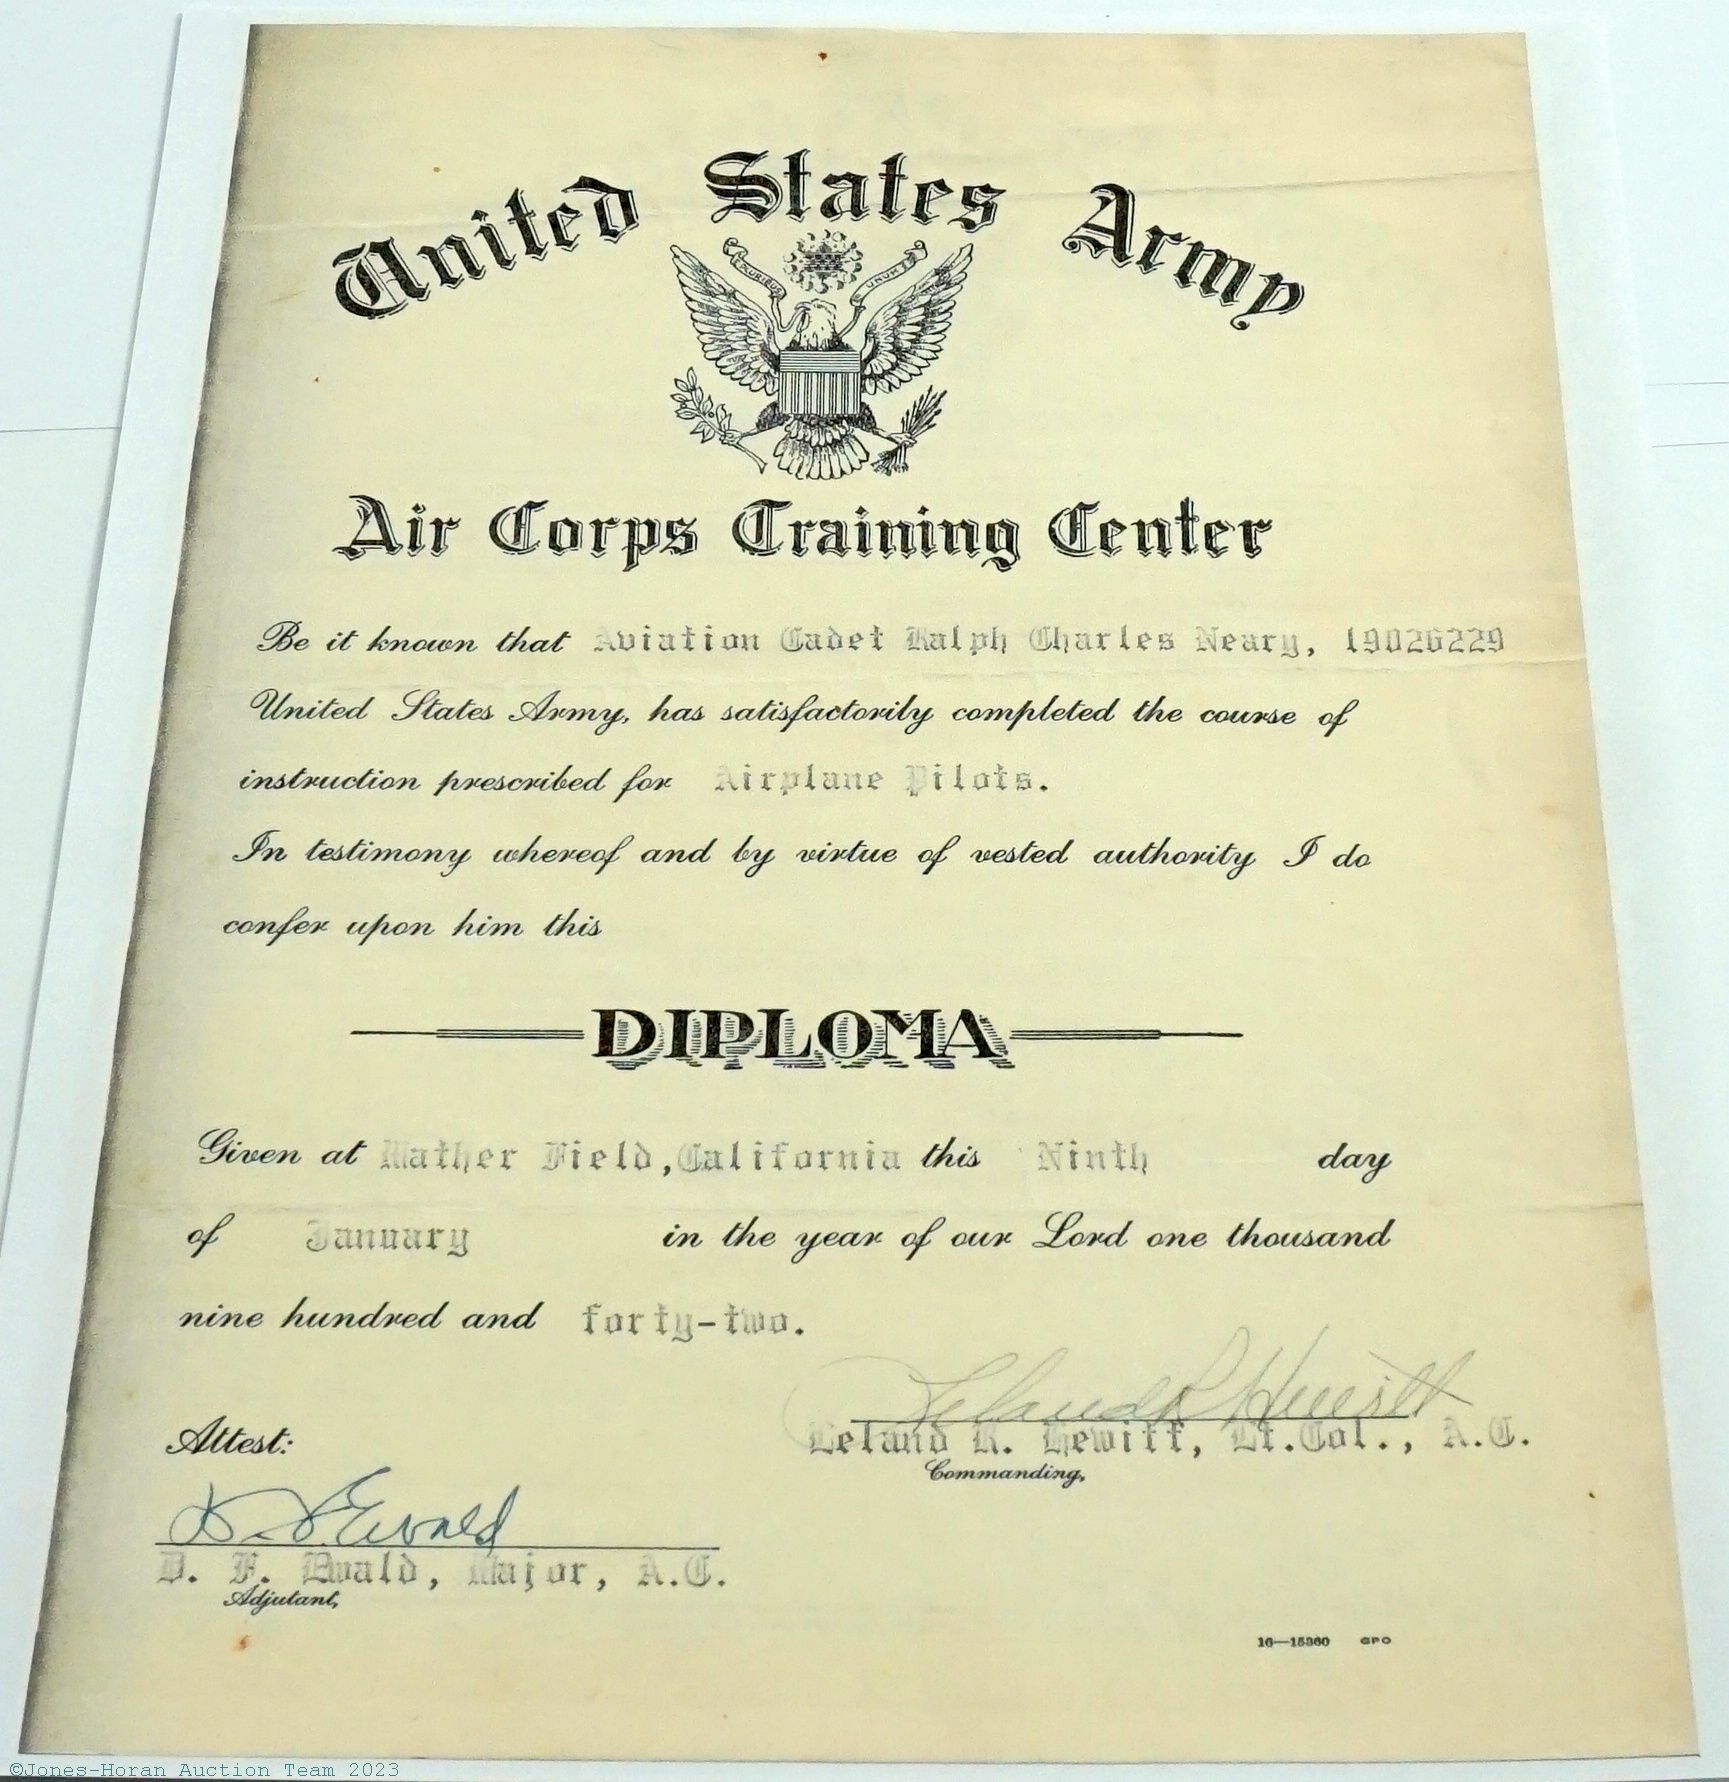 United States Army
PLURIBUS UNUM
Air Corps Training Center
Be it known that Aviation Cadet Ralph Charles Neary, 19026229
United States Army, has satisfactorily completed the course of
instruction prescribed for Airplane Pilots.
In testimony whereof and by virtue of vested authority I do
confer upon him this
DIPLOMA
Given at Mather Field, California this Ninth day
of January in the year of our Lord one thousand
nine hundred and forty-two.
Leland R Hewitt
Attest:
Leland R. Hewitt, Lt.Col., A.C.
Commanding,
D. F. Ewald
D. F. Ewald, Major, A.C.
Adjutant,
16—15360 GPO
©Jones-Horan Auction Team 2023